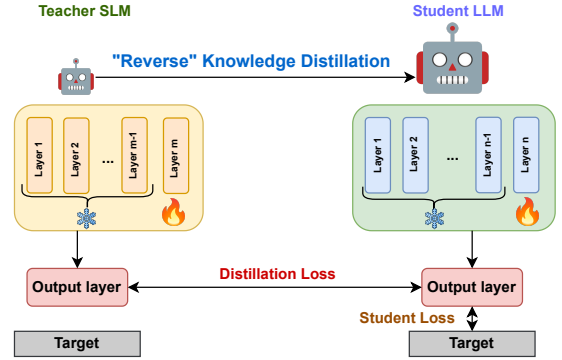 Teacher SLM
Student LLM
"Reverse" Knowledge Distillation
Layer 1
Layer 2
...
Layer m-1
Layer m
Layer 1
Layer 2
...
Layer n-1
Layer n
Output layer
Distillation Loss
Output layer
Student Loss
Target
Target